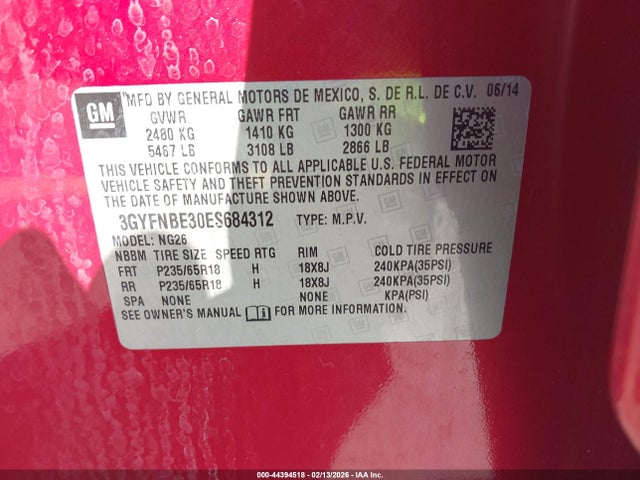 GM
MFD BY GENERAL MOTORS DE MEXICO, S. DE R.L. DE C.V. 06/14
GVWR GAWR FRT GAWR RR
2480 KG 1410 KG 1300 KG
5467 LB 3108 LB 2866 LB
THIS VEHICLE CONFORMS TO ALL APPLICABLE U.S. FEDERAL MOTOR
VEHICLE SAFETY AND THEFT PREVENTION STANDARDS IN EFFECT ON
THE DATE OF MANUFACTURE SHOWN ABOVE.
3GYFNBE30ES684312 TYPE: M.P.V.
MODEL: NG26
NBBM TIRE SIZE SPEED RTG RIM COLD TIRE PRESSURE
FRT P235/65R18 H 18X8J 240KPA(35PSI)
RR P235/65R18 H 18X8J 240KPA(35PSI)
SPA NONE NONE KPA(PSI)
SEE OWNER'S MANUAL FOR MORE INFORMATION.
000-44394518 - 02/13/2026 - IAA Inc.